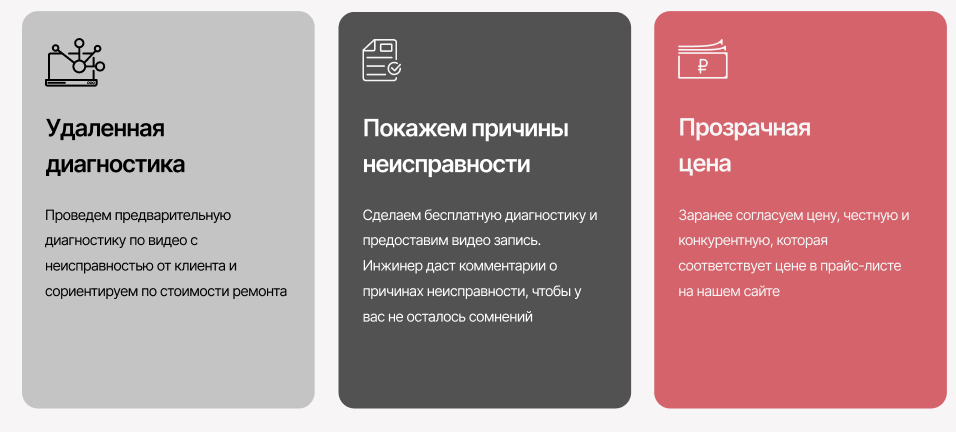 Удаленная
диагностика
Проведем предварительную
диагностику по видео с
неисправностью от клиента и
сориентируем по стоимости ремонта
Покажем причины
неисправности
Сделаем бесплатную диагностику и
предоставим видео запись.
Инжинер даст комментарии о
причинах неисправности, чтобы у
вас не осталось сомнений
₽
Прозрачная
цена
Заранее согласуем цену, честную и
конкурентную, которая
соответствует цене в прайс-листе
на нашем сайте